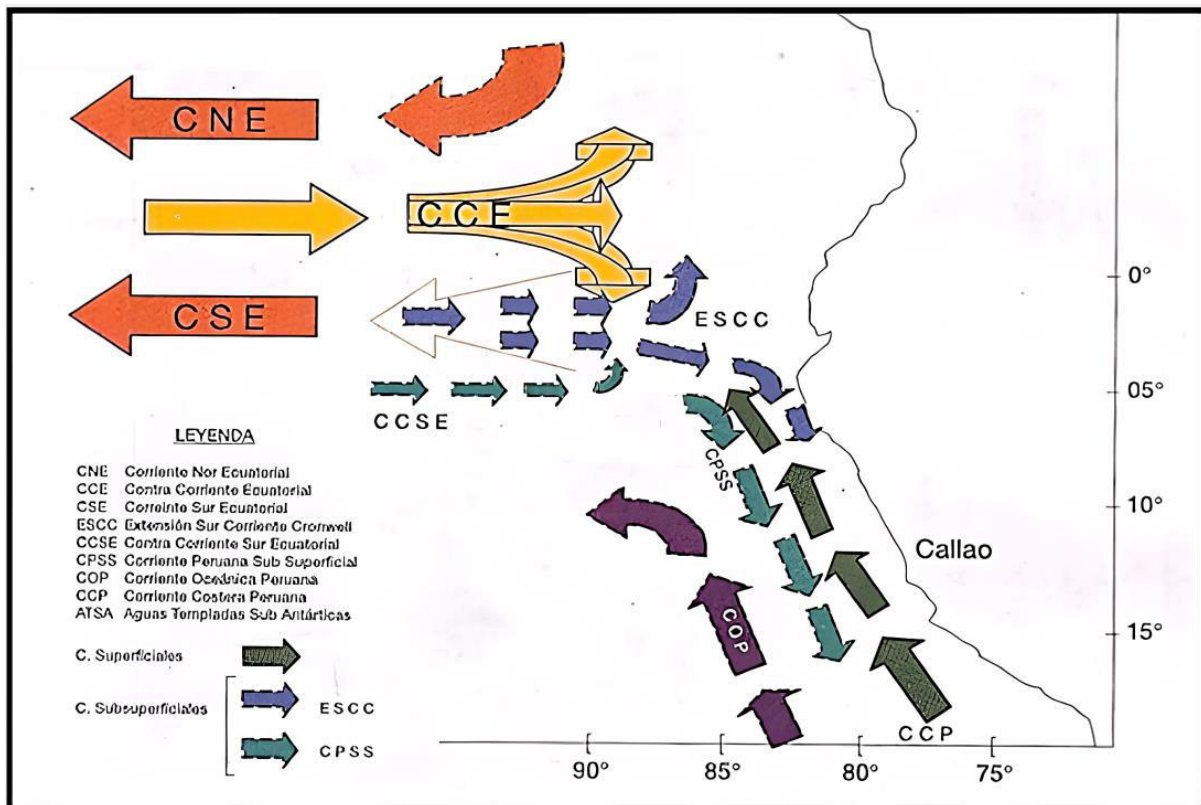 CNE
CCE
CSE
ESCC
CCSE
CPSS
COP
CCP
Callao
0°
05°
10°
15°
90°
85°
80°
75°
LEYENDA
CNE Corriente Nor Ecuatorial
CCE Contra Corriente Ecuatorial
CSE Correinto Sur Ecuatorial
ESCC Extensión Sur Corriente Cromwell
CCSE Contra Corriente Sur Ecuatorial
CPSS Corriente Peruana Sub Superficial
COP Corriente Oceánica Peruana
CCP Corriente Costera Peruana
ATSA Aguas Templadas Sub Antárticas
C. Superficiales
C. Subsuperficiales
ESCC
CPSS